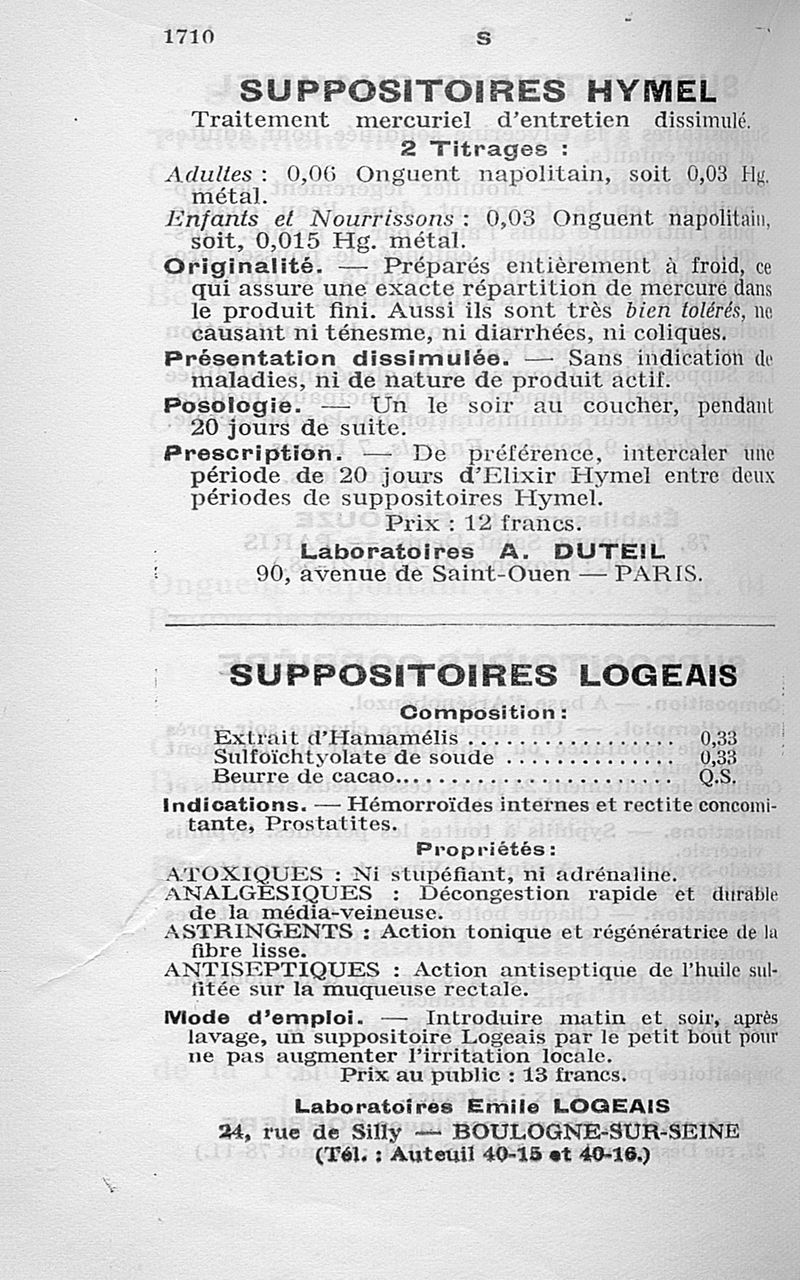 1710
S
SUPPOSITOIRES HYMEL
Traitement mercuriel d'entretien dissimulé.
2 Titrages :
Adultes : 0,06 Onguent napolitain, soit 0,03 Hg.
métal.
Enfants et Nourrissons : 0,03 Onguent napolitain,
soit, 0,015 Hg. métal.
Originalité. — Préparés entièrement à froid, ce
qui assure une exacte répartition de mercure dans
le produit fini. Aussi ils sont très bien tolérés, ne
causant ni ténesme, ni diarrhées, ni coliques.
Présentation dissimulée. — Sans indication de
maladies, ni de nature de produit actif.
Posologie. — Un le soir au coucher, pendant
20 jours de suite.
Prescription. — De préférence, intercaler une
période de 20 jours d'Elixir Hymel entre deux
périodes de suppositoires Hymel.
Prix : 12 francs.
Laboratoires A. DUTEIL
90, avenue de Saint-Ouen — PARIS.
SUPPOSITOIRES LOGEAIS
Composition :
Extrait d'Hamamélis .................. 0,33
Sulfoïchtyolate de soude .............. 0,33
Beurre de cacao........................ Q.S.
Indications. — Hémorroïdes internes et rectite concomi-
tante, Prostatites.
Propriétés :
ATOXIQUES : Ni stupéfiant, ni adrénaline.
ANALGÉSIQUES : Décongestion rapide et durable
de la média-veineuse.
ASTRINGENTS : Action tonique et régénératrice de la
fibre lisse.
ANTISEPTIQUES : Action antiseptique de l'huile sul-
fitée sur la muqueuse rectale.
Mode d'emploi. — Introduire matin et soir, après
lavage, un suppositoire Logeais par le petit bout pour
ne pas augmenter l'irritation locale.
Prix au public : 13 francs.
Laboratoires Emile LOGEAIS
24, rue de Silly — BOULOGNE-SUR-SEINE
(Tél. : Auteuil 40-15 et 40-16.)